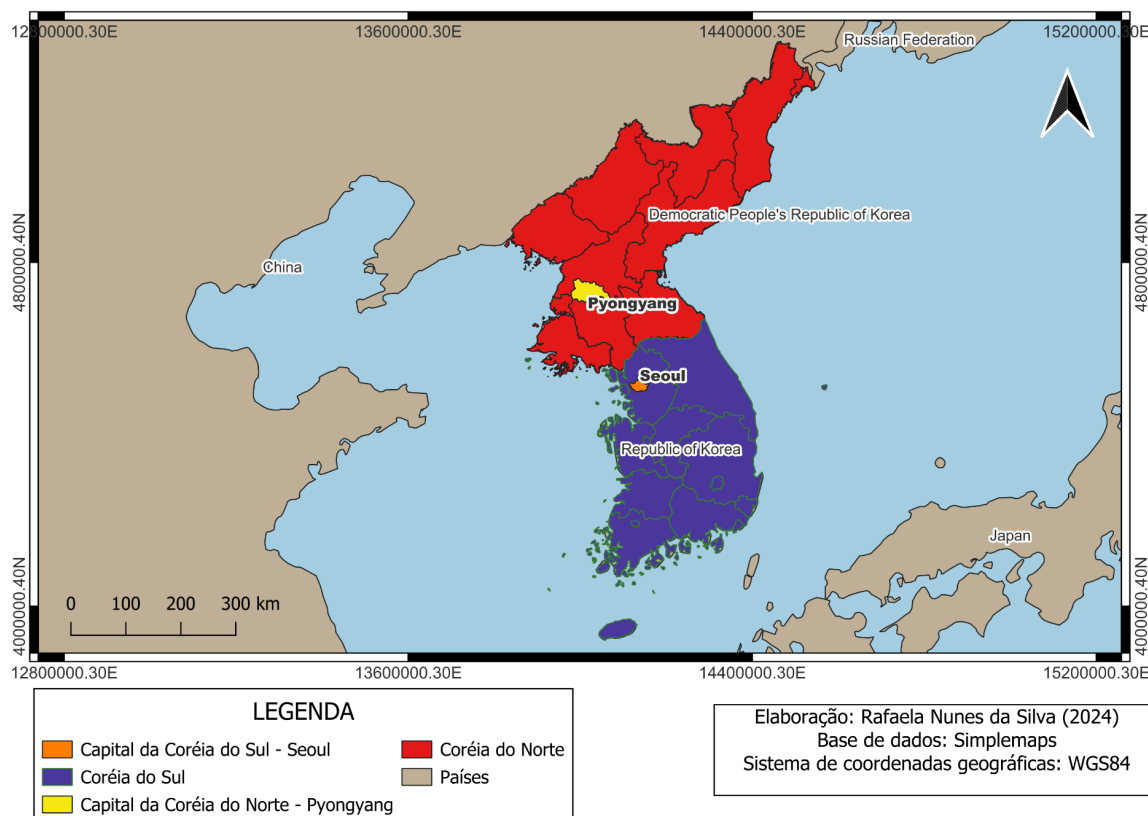 12800000.30E
13600000.30E
14400000.30E
15200000.30E
Russian Federation
Democratic People's Republic of Korea
China
4800000.40N
4800000.40N
Pyongyang
Seoul
Republic of Korea
Japan
0 100 200 300 km
4000000.40N
4000000.40N
12800000.30E
13600000.30E
14400000.30E
15200000.30E
LEGENDA
Capital da Coréia do Sul - Seoul
Coréia do Norte
Coréia do Sul
Países
Capital da Coréia do Norte - Pyongyang
Elaboração: Rafaela Nunes da Silva (2024)
Base de dados: Simplemaps
Sistema de coordenadas geográficas: WGS84